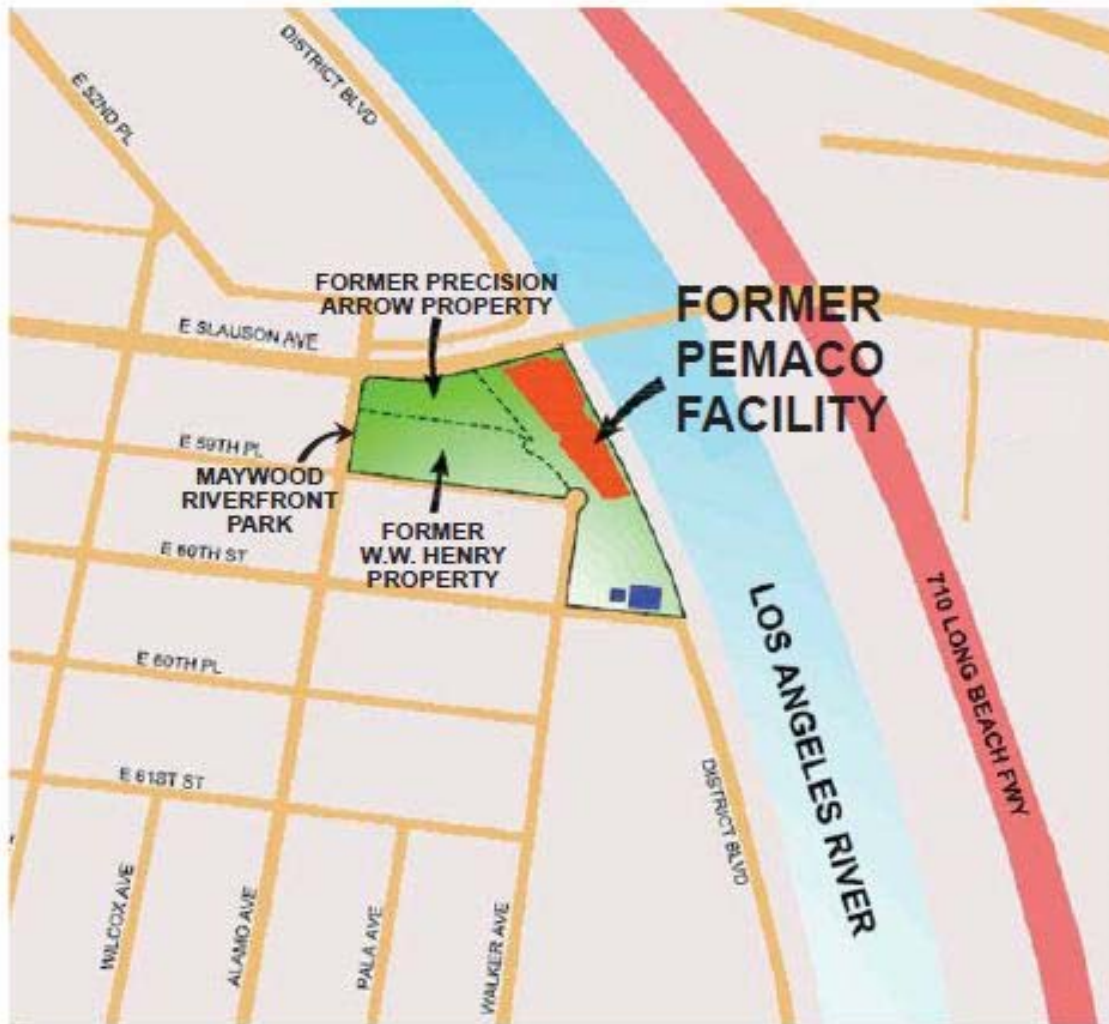 DISTRICT BLVD
E 52ND PL
FORMER PRECISION
ARROW PROPERTY
E SLAUSON AVE
FORMER
PEMACO
FACILITY
E 59TH PL
MAYWOOD
RIVERFRONT
PARK
FORMER
W.W. HENRY
PROPERTY
E 60TH ST
LOS ANGELES RIVER
710 LONG BEACH FWY
E 60TH PL
E 61ST ST
DISTRICT BLVD
WILCOX AVE
ALAMO AVE
PALA AVE
WALKER AVE